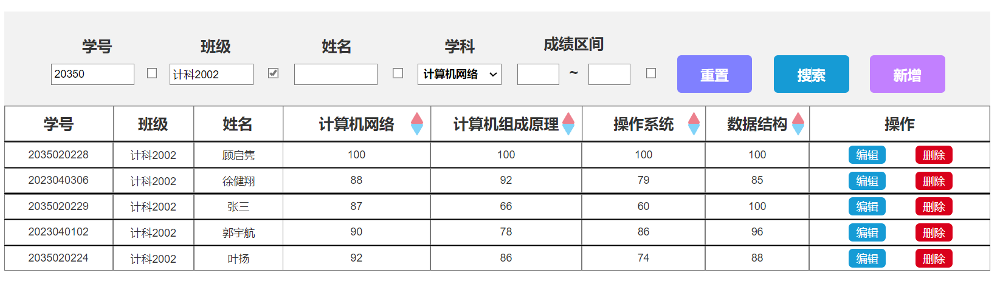 学号 班级 姓名 学科 成绩区间
20350 计科2002 计算机网络 ~ 重置 搜索 新增
学号 班级 姓名 计算机网络 计算机组成原理 操作系统 数据结构 操作
2035020228 计科2002 顾启隽 100 100 100 100 编辑 删除
2023040306 计科2002 徐健翔 88 92 79 85 编辑 删除
2035020229 计科2002 张三 87 66 60 100 编辑 删除
2023040102 计科2002 郭宇航 90 78 86 96 编辑 删除
2035020224 计科2002 叶扬 92 86 74 88 编辑 删除